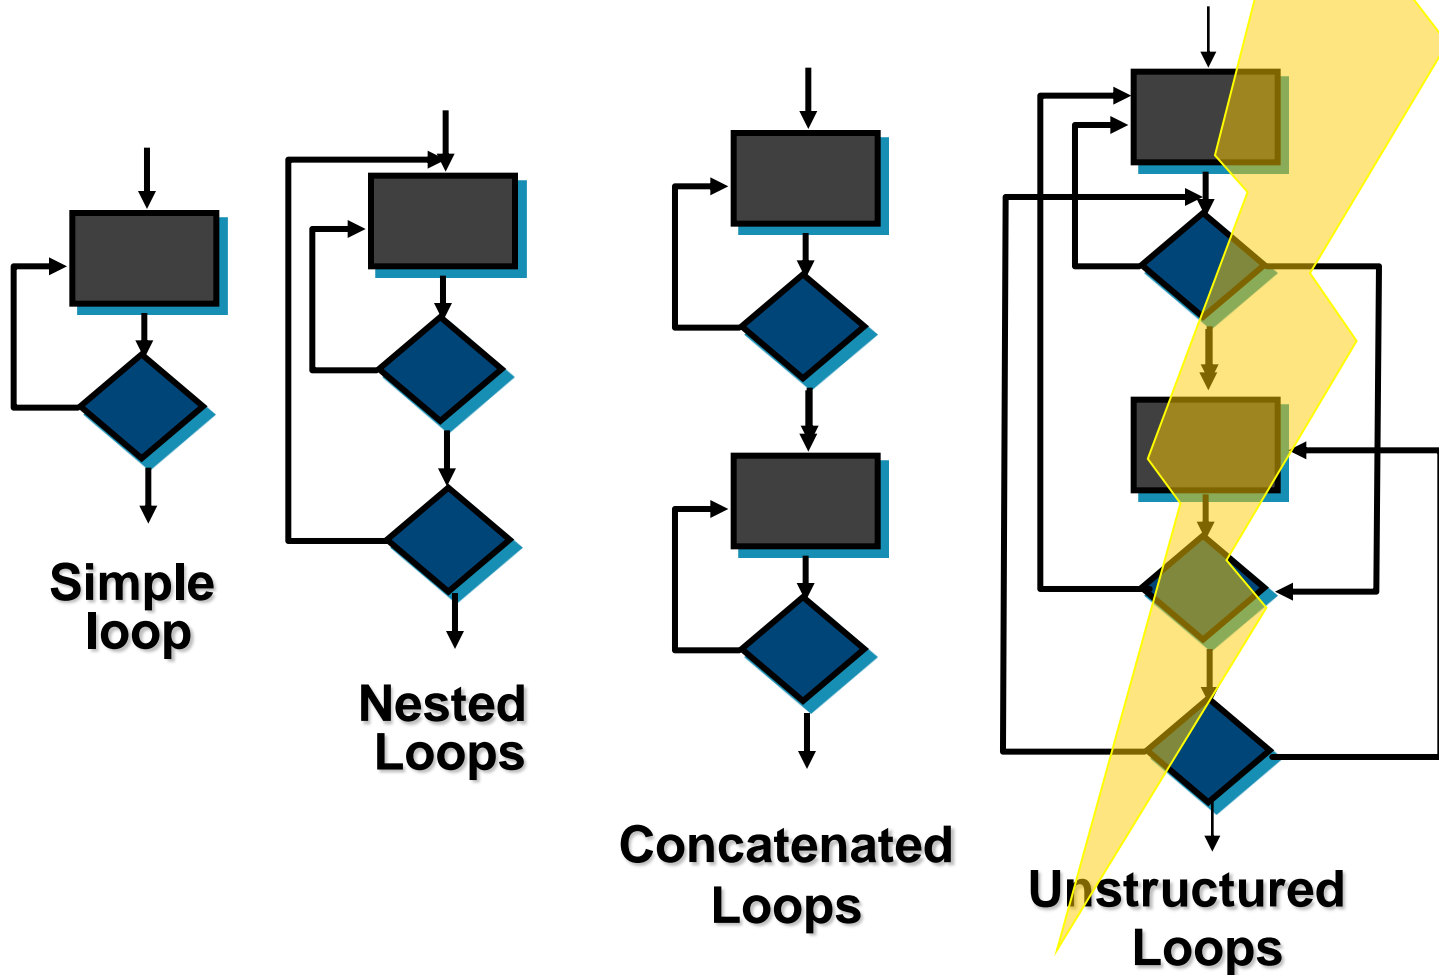 Simple
loop
Nested
Loops
Concatenated
Loops
Unstructured
Loops